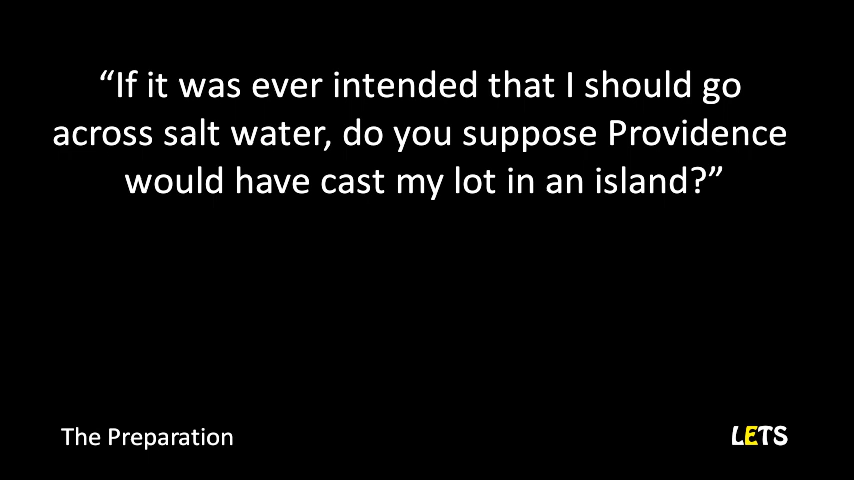 “If it was ever intended that I should go
across salt water, do you suppose Providence
would have cast my lot in an island?”
The Preparation
LETS